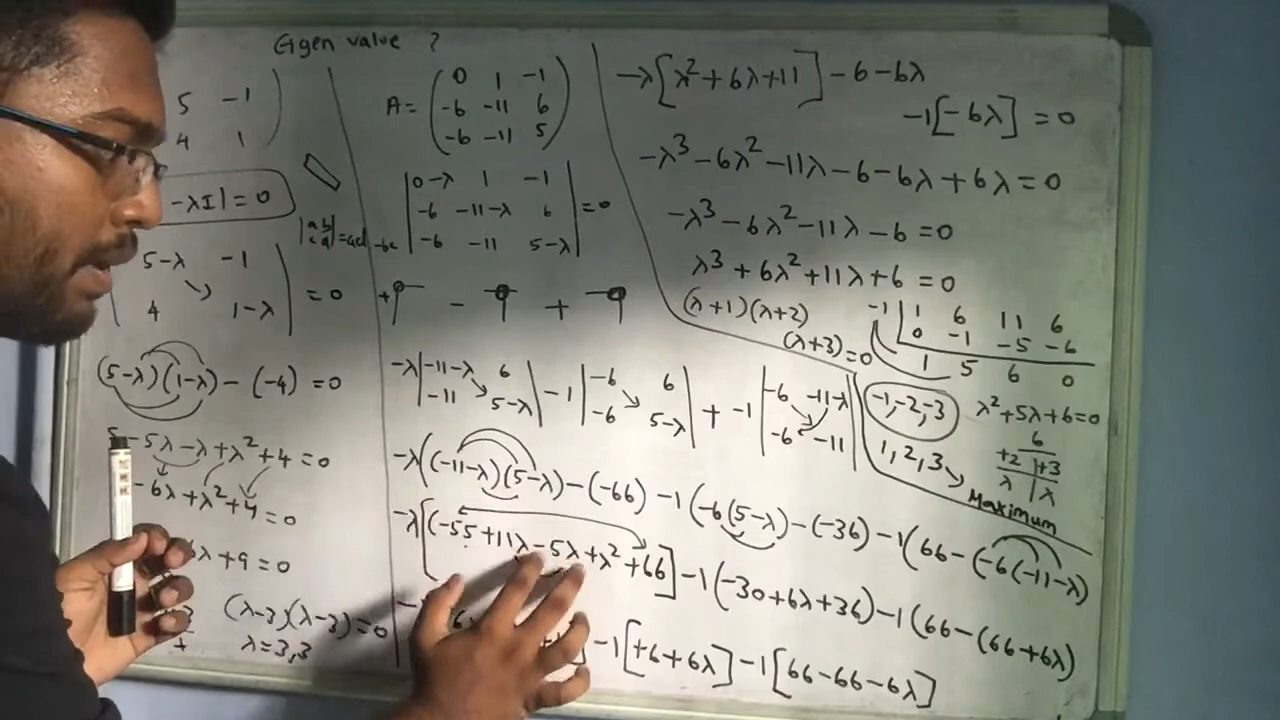 Eigen value ?
5 -1
4 1
-λI| = 0
5-λ -1
4 1-λ | = 0
(5-λ)(1-λ) - (-4) = 0
5 -5λ -λ + λ² + 4 = 0
-6λ + λ² + 4 = 0
λ + 9 = 0
(λ-3)(λ-3) = 0
λ = 3,3
A = ( 0 1 -1
-6 -11 6
-6 -11 5 )
| 0-λ 1 -1
-6 -11-λ 6
-6 -11 5-λ | = 0
|a b
c d| = ad - bc
+ - +
-λ | -11-λ 6
-11 5-λ | -1 | -6 6
-6 5-λ | + -1 | -6 -11-λ
-6 -11 |
-λ((-11-λ)(5-λ) - (-66) -1(-6(5-λ) - (-36) -1(66 - (-6(-11-λ)
-λ[(-55 + 11λ - 5λ + λ² + 66] -1(-30 + 6λ + 36) -1(66 - (66 + 6λ)
] -1[+6 + 6λ] -1[66 - 66 - 6λ]
-λ[λ² + 6λ + 11] - 6 - 6λ
-1[-6λ] = 0
-λ³ - 6λ² - 11λ - 6 - 6λ + 6λ = 0
-λ³ - 6λ² - 11λ - 6 = 0
λ³ + 6λ² + 11λ + 6 = 0
(λ+1)(λ+2)
(λ+3) = 0
-1 | 1 6 11 6
0 -1 -5 -6
1 5 6 0
-1, -2, -3
λ² + 5λ + 6 = 0
6
+2 | +3
λ | λ
1, 2, 3
Maximum